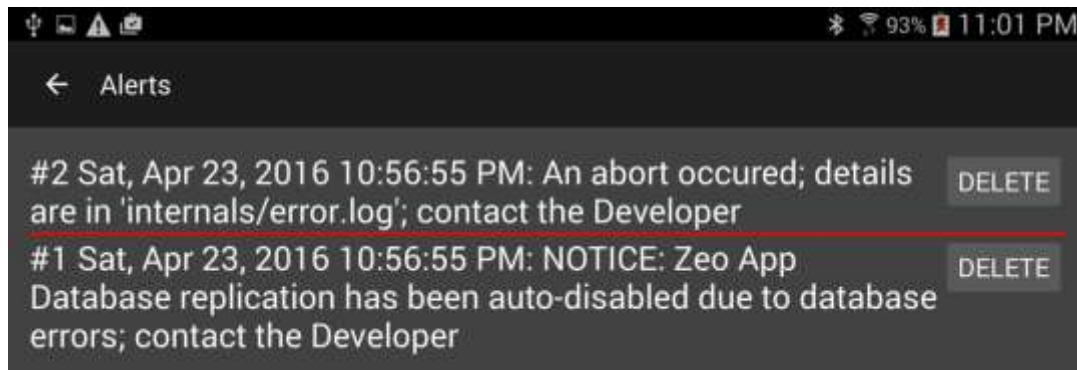 93% 11:01 PM
Alerts
#2 Sat, Apr 23, 2016 10:56:55 PM: An abort occured; details
are in 'internals/error.log'; contact the Developer
DELETE
#1 Sat, Apr 23, 2016 10:56:55 PM: NOTICE: Zeo App
Database replication has been auto-disabled due to database
errors; contact the Developer
DELETE